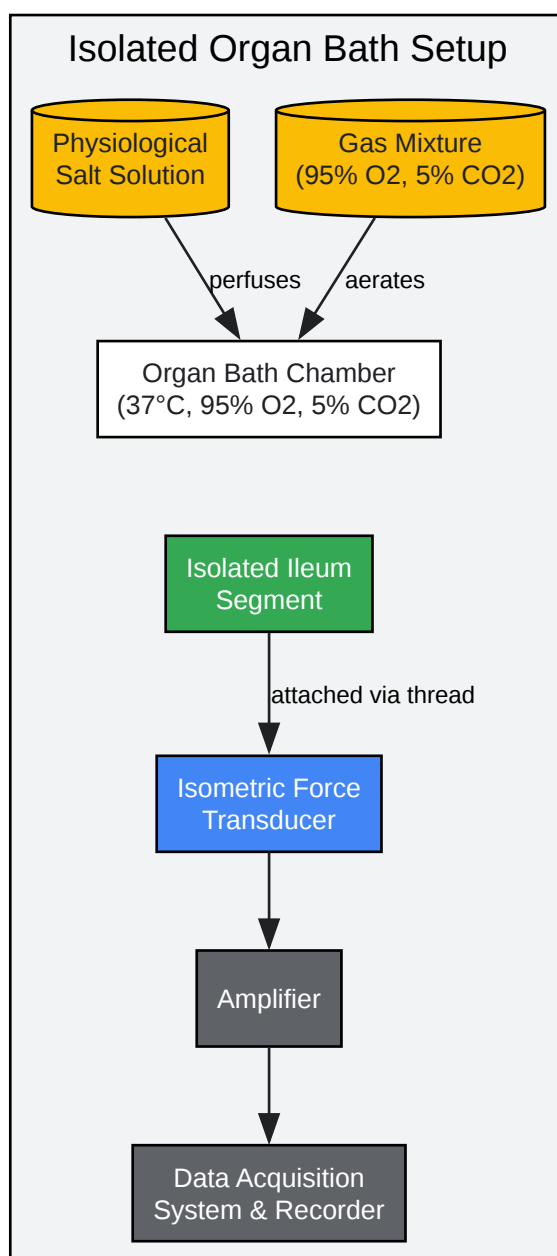 Isolated Organ Bath Setup
Physiological
Salt Solution
Gas Mixture
(95% O2, 5% CO2)
perfuses
aerates
Organ Bath Chamber
(37°C, 95% O2, 5% CO2)
Isolated Ileum
Segment
attached via thread
Isometric Force
Transducer
Amplifier
Data Acquisition
System & Recorder